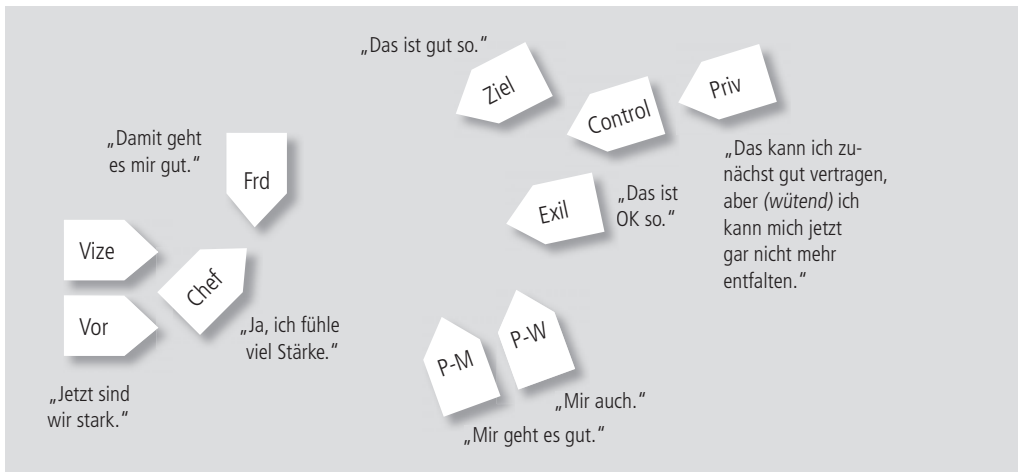 „Das ist gut so.“
Ziel
Control
Priv
„Damit geht
es mir gut.“
Frd
„Das kann ich zu-
nächst gut vertragen,
aber (wütend) ich
kann mich jetzt
gar nicht mehr
entfalten.“
Exil
„Das ist
OK so.“
Vize
Chef
Vor
„Ja, ich fühle
viel Stärke.“
P-M
P-W
„Jetzt sind
wir stark.“
„Mir auch.“
„Mir geht es gut.“